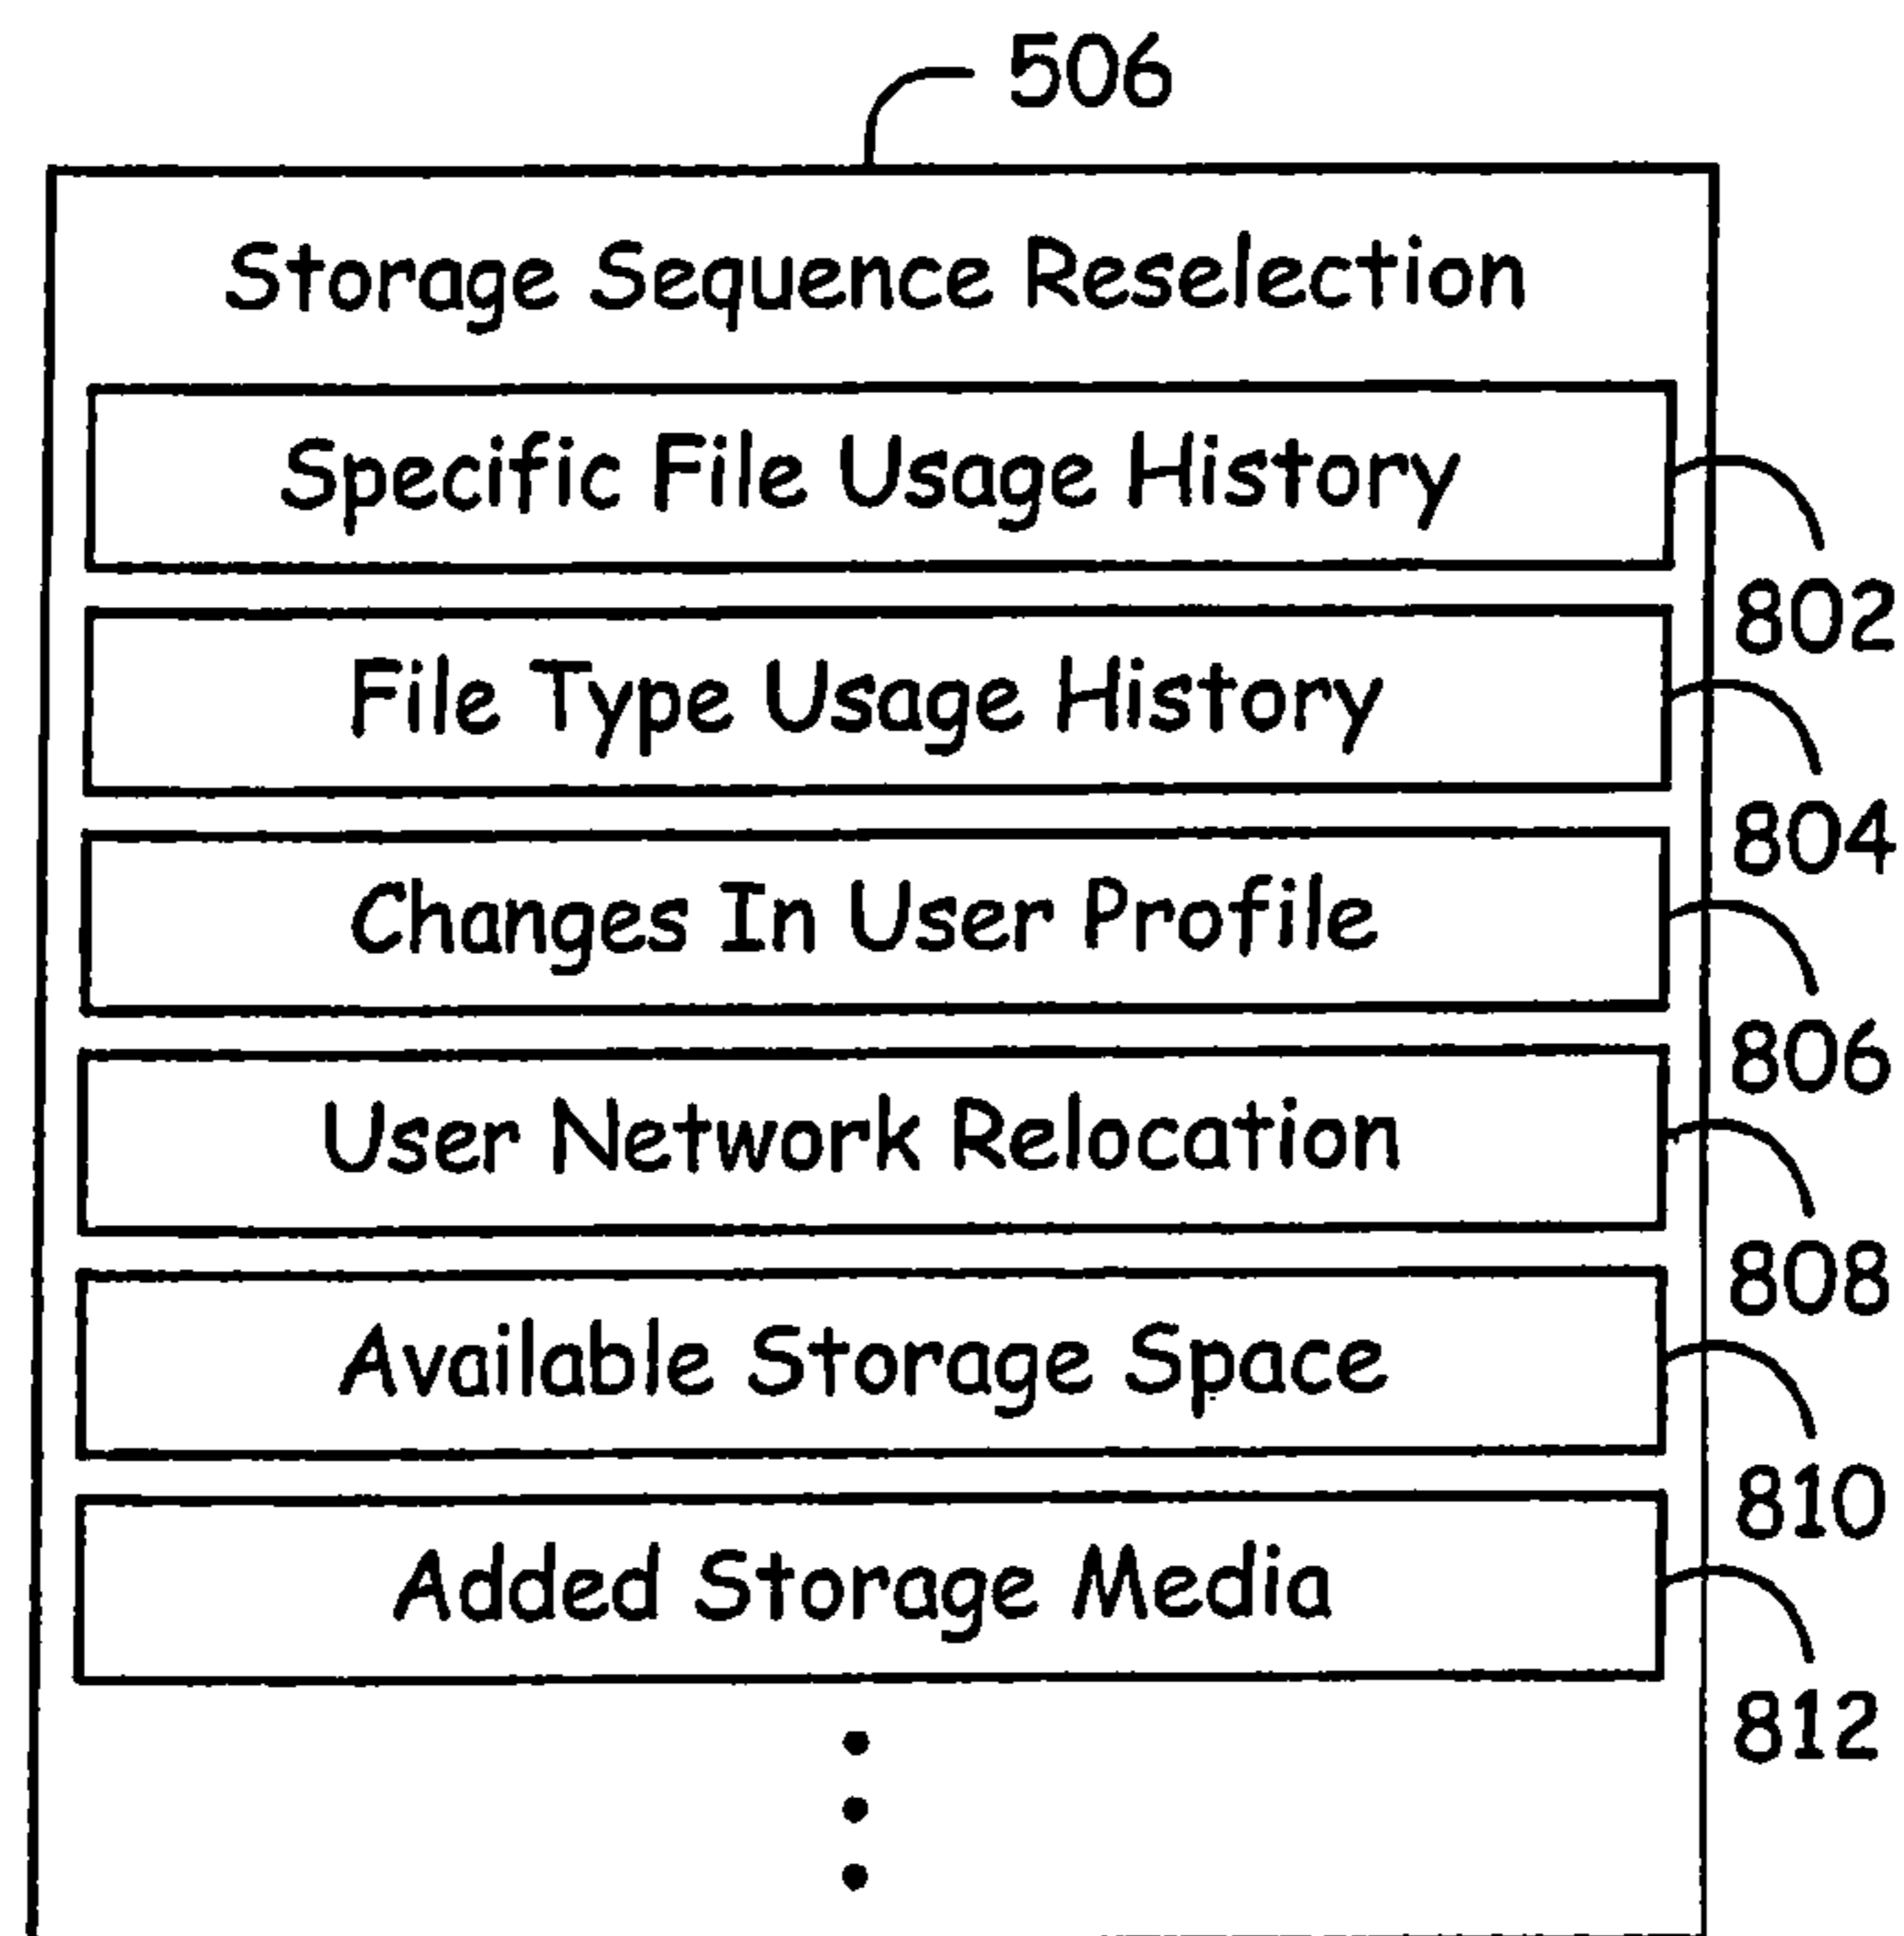 506
Storage Sequence Reselection
Specific File Usage History
802
File Type Usage History
804
Changes In User Profile
806
User Network Relocation
808
Available Storage Space
810
Added Storage Media
812